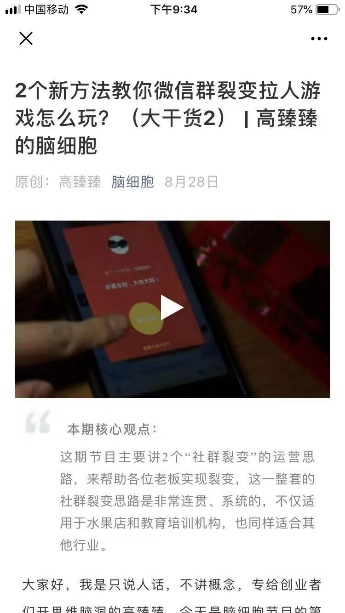 中国移动
下午9:34
57%
2个新方法教你微信群裂变拉人游
戏怎么玩？（大干货2） | 高臻臻
的脑细胞
原创： 高臻臻 脑细胞 8月28日
本期核心观点：
这期节目主要讲2个“社群裂变”的运营思
路，来帮助各位老板实现裂变，这一整套的
社群裂变思路是非常连贯、系统的，不仅适
用于水果店和教育培训机构，也同样适合其
他行业。
大家好，我是只说人话，不讲概念，专给创业者
们开思维脑洞的高臻臻，今天是脑细胞节目的第